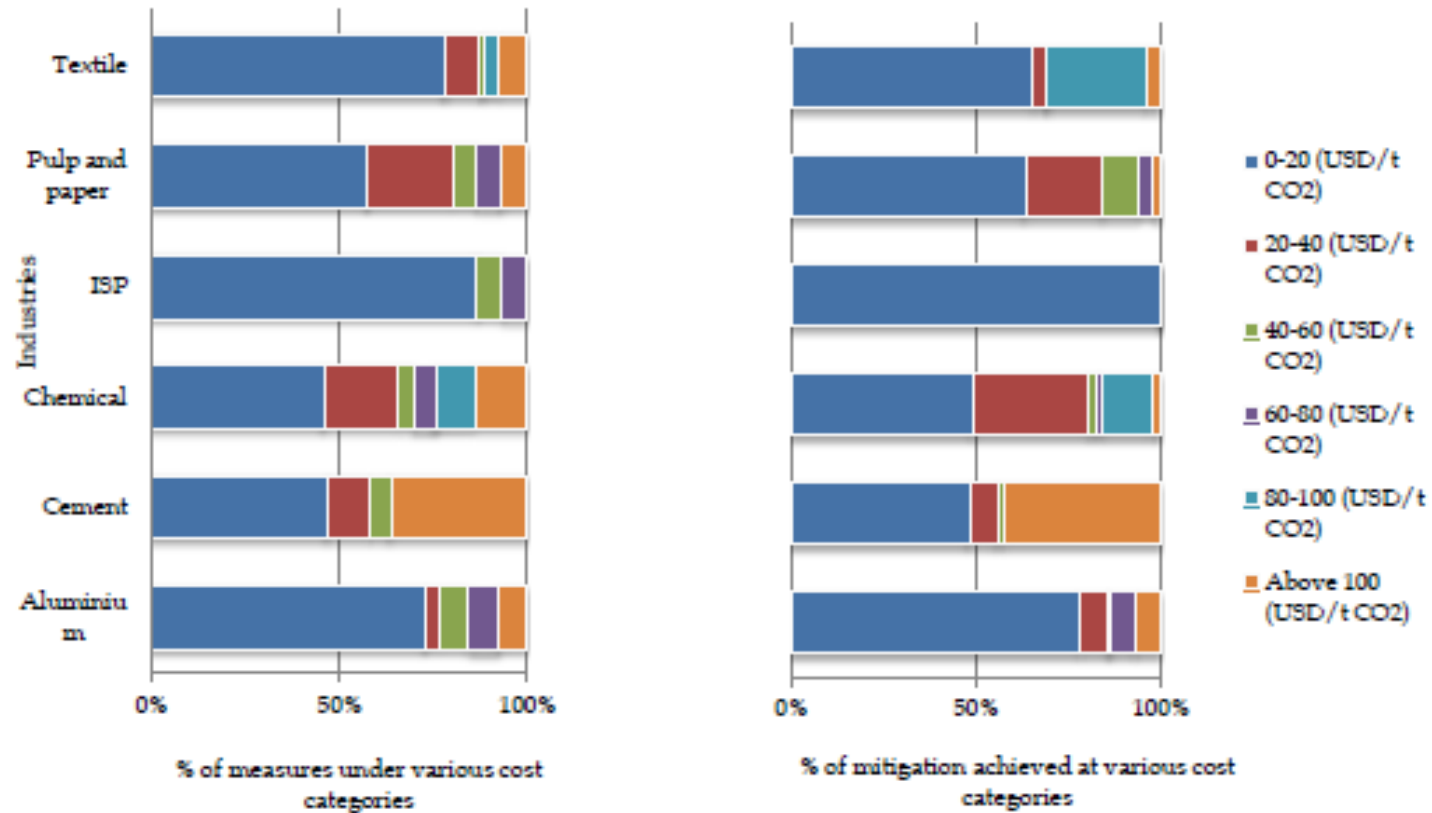 Textile
Pulp and
paper
ISP
Chemical
Cement
Aluminiu
m
Industries
0%
50%
100%
% of measures under various cost
categories
0%
50%
100%
% of mitigation achieved at various cost
categories
0-20 (USD/t
CO2)
20-40 (USD/t
CO2)
40-60 (USD/t
CO2)
60-80 (USD/t
CO2)
80-100 (USD/t
CO2)
Above 100
(USD/t CO2)